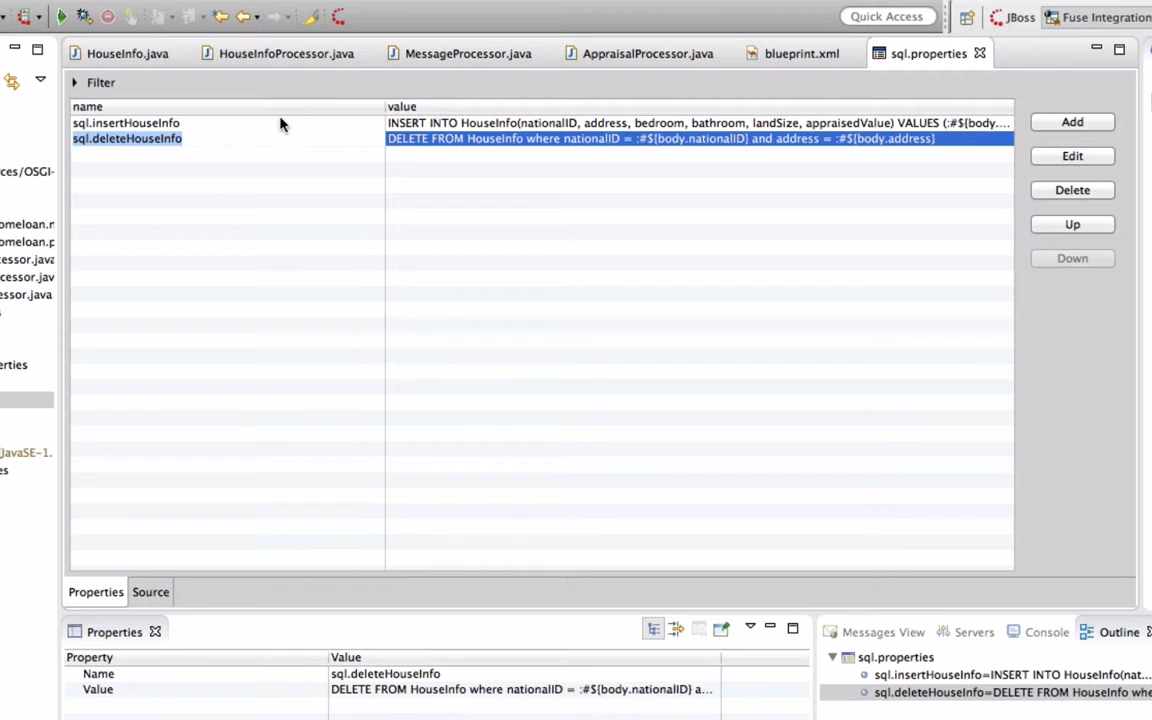 Quick Access
JBoss
Fuse Integration
HouseInfo.java
HouseInfoProcessor.java
MessageProcessor.java
AppraisalProcessor.java
blueprint.xml
sql.properties
Filter
name
value
sql.insertHouseInfo
INSERT INTO HouseInfo(nationalID, address, bedroom, bathroom, landSize, appraisedValue) VALUES (:#${body....
sql.deleteHouseInfo
DELETE FROM HouseInfo where nationalID = :#${body.nationalID} and address = :#${body.address}
Add
Edit
Delete
Up
Down
rces/OSGI-
omeloan.n
omeloan.p
cessor.java
cessor.jav
essor.java
erties
[JavaSE-1.
es
Properties
Source
Properties
Property
Value
Name
sql.deleteHouseInfo
Value
DELETE FROM HouseInfo where nationalID = :#${body.nationalID} a...
Messages View
Servers
Console
Outline
sql.properties
sql.insertHouseInfo=INSERT INTO HouseInfo(nat...
sql.deleteHouseInfo=DELETE FROM HouseInfo whe